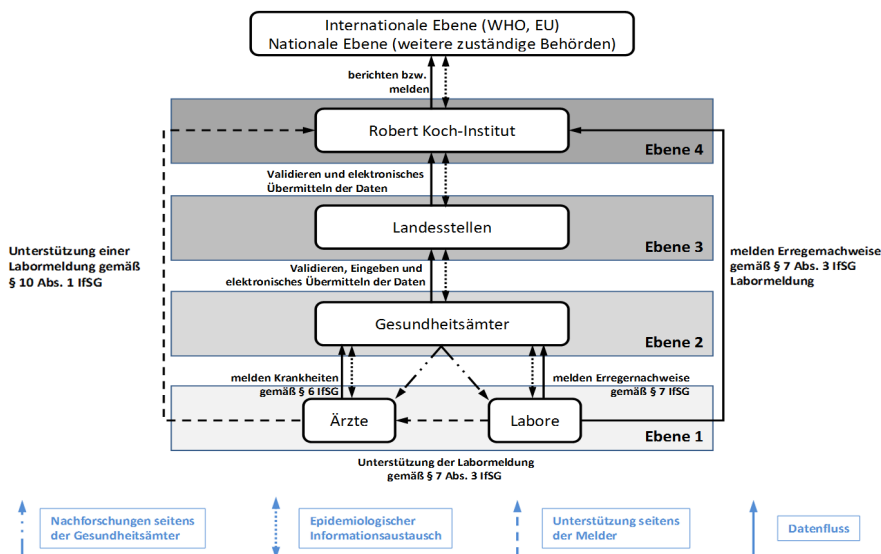 Internationale Ebene (WHO, EU)
Nationale Ebene (weitere zuständige Behörden)
berichten bzw.
melden
Robert Koch-Institut
Ebene 4
Validieren und elektronisches
Übermitteln der Daten
Landesstellen
Ebene 3
Unterstützung einer
Labormeldung gemäß
§ 10 Abs. 1 IfSG
melden Erregernachweise
gemäß § 7 Abs. 3 IfSG
Labormeldung
Validieren, Eingeben und
elektronisches Übermitteln der Daten
Gesundheitsämter
Ebene 2
melden Krankheiten
gemäß § 6 IfSG
melden Erregernachweise
gemäß § 7 IfSG
Ärzte
Labore
Ebene 1
Unterstützung der Labormeldung
gemäß § 7 Abs. 3 IfSG
Nachforschungen seitens
der Gesundheitsämter
Epidemiologischer
Informationsaustausch
Unterstützung seitens
der Melder
Datenfluss